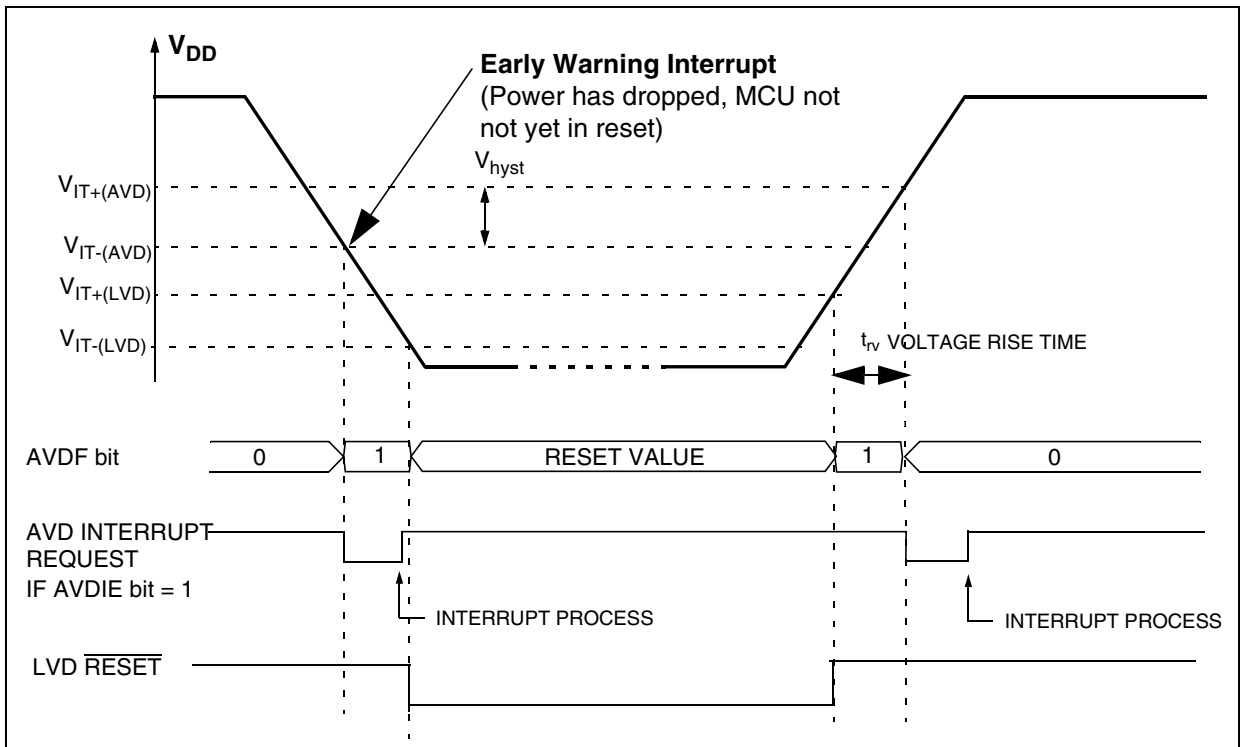 VDD
Early Warning Interrupt
(Power has dropped, MCU not
not yet in reset)
Vhyst
VIT+(AVD)
VIT-(AVD)
VIT+(LVD)
VIT-(LVD)
trv VOLTAGE RISE TIME
AVDF bit
0
1
RESET VALUE
1
0
AVD INTERRUPT
REQUEST
IF AVDIE bit = 1
INTERRUPT PROCESS
INTERRUPT PROCESS
LVD RESET